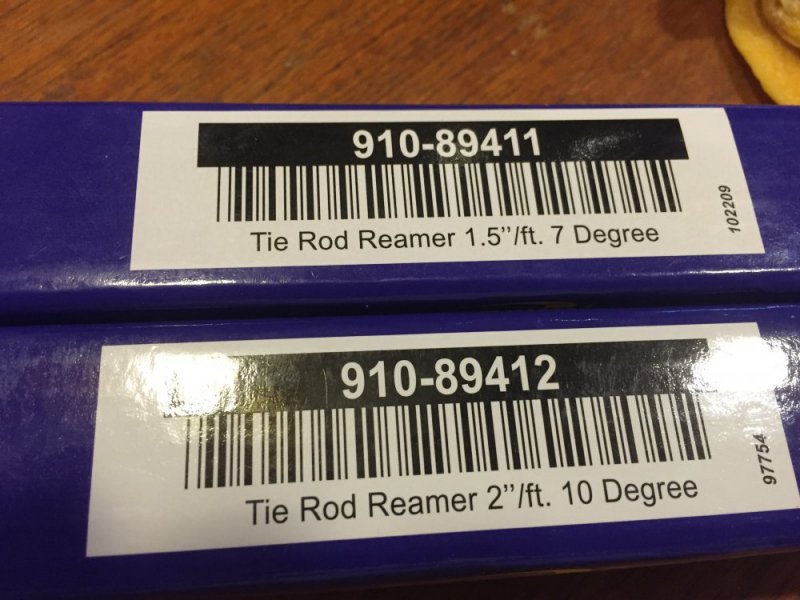 910-89411
Tie Rod Reamer 1.5’’/ft. 7 Degree
102209
910-89412
Tie Rod Reamer 2’’/ft. 10 Degree
97754